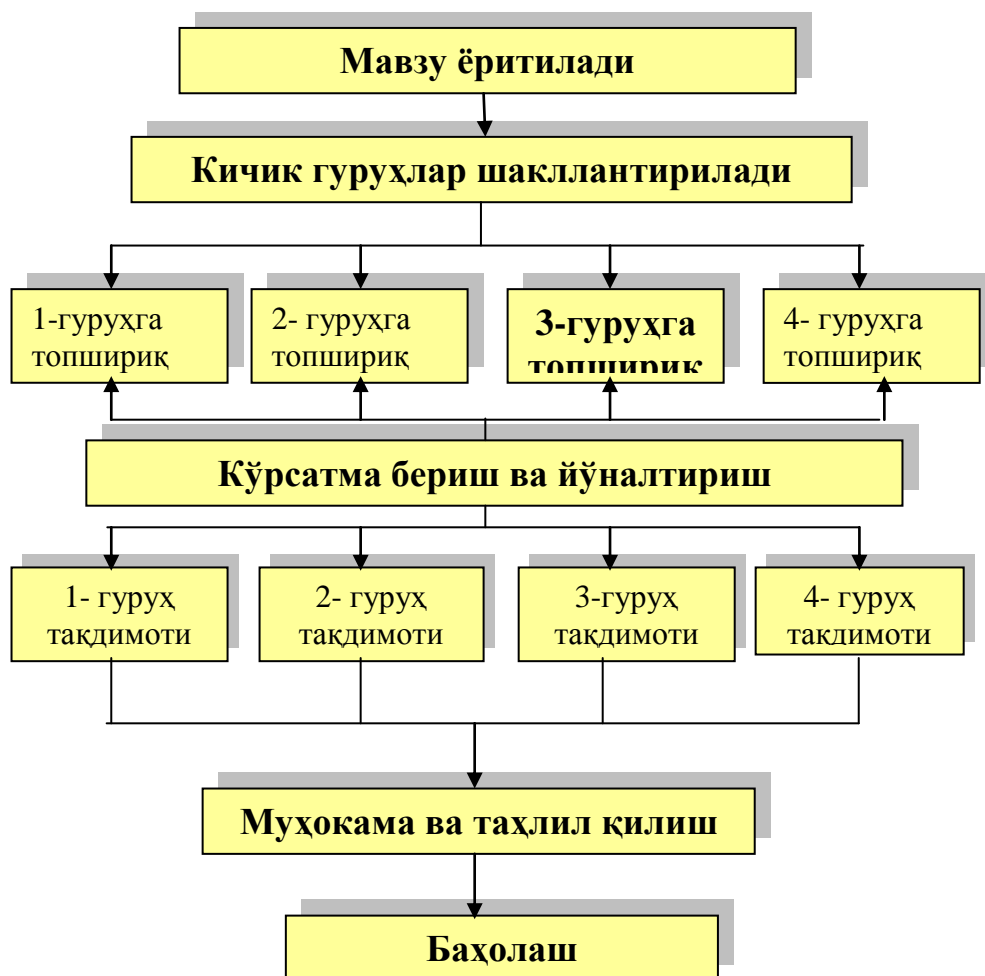 Мавзу ёритилади
Кичик гуруҳлар шакллантирилади
1-гуруҳга
топшириқ
2- гуруҳга
топшириқ
3-гуруҳга
топшириқ
4- гуруҳга
топшириқ
Кўрсатма бериш ва йўналтириш
1- гуруҳ
тақдимоти
2- гуруҳ
тақдимоти
3-гуруҳ
тақдимоти
4- гуруҳ
тақдимоти
Муҳокама ва таҳлил қилиш
Баҳолаш